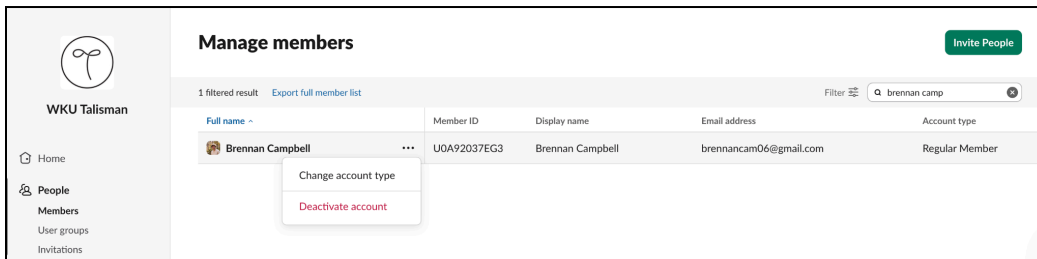 WKU Talisman
Home
People
Members
User groups
Invitations
Manage members
Invite People
1 filtered result Export full member list Filter brennan camp
Full name Member ID Display name Email address Account type
Brennan Campbell ... U0A92037EG3 Brennan Campbell brennancam06@gmail.com Regular Member
Change account type
Deactivate account